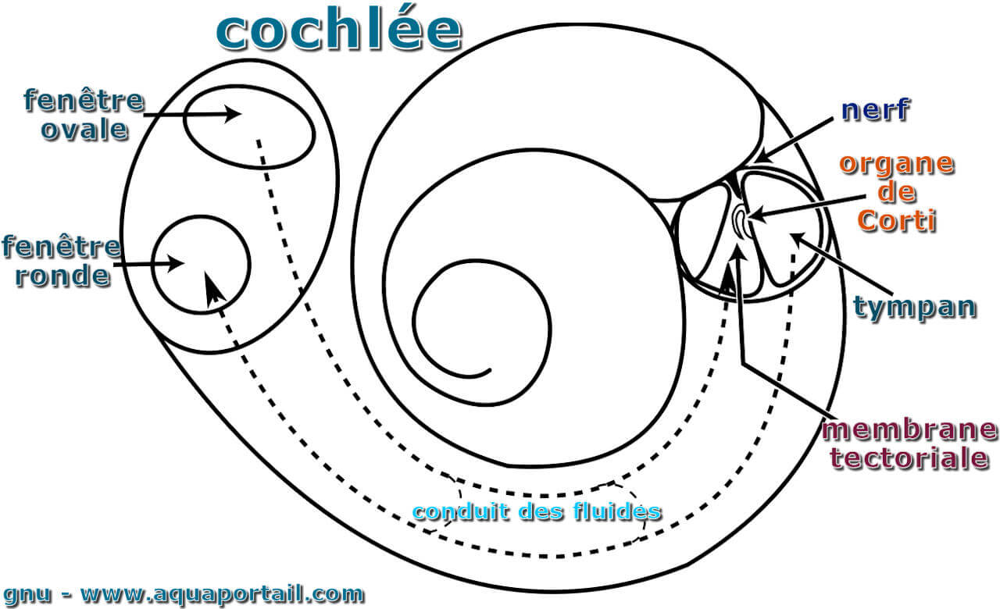 cochlée
fenêtre
ovale
nerf
organe
de
Corti
fenêtre
ronde
tympan
membrane
tectoriale
conduit des fluides
gnu - www.aquaportail.com